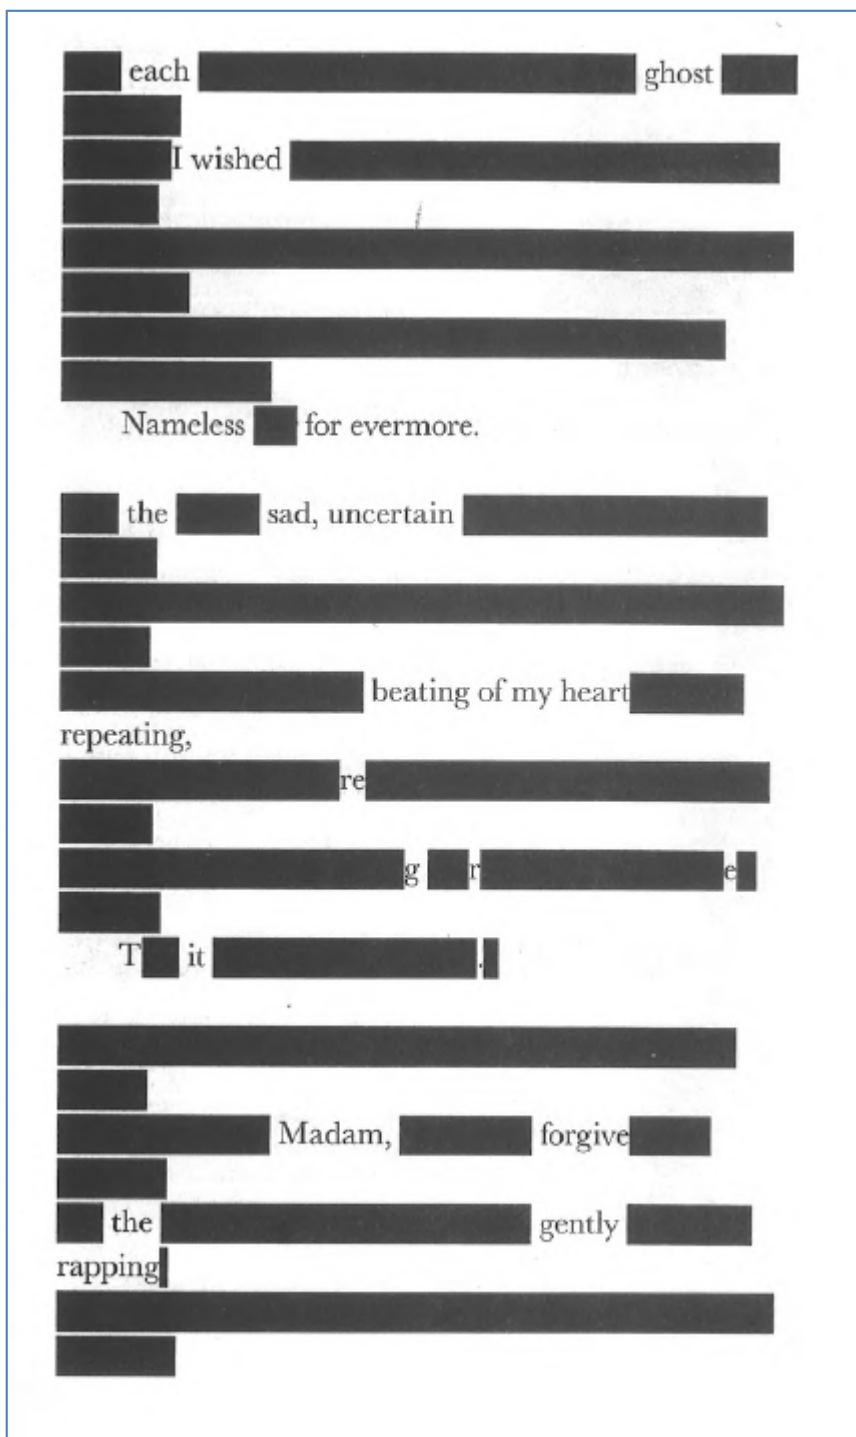 each ghost
I wished
Nameless for evermore.
the sad, uncertain
beating of my heart
repeating,
re
g r e
T it .
Madam, forgive
the gently
rapping